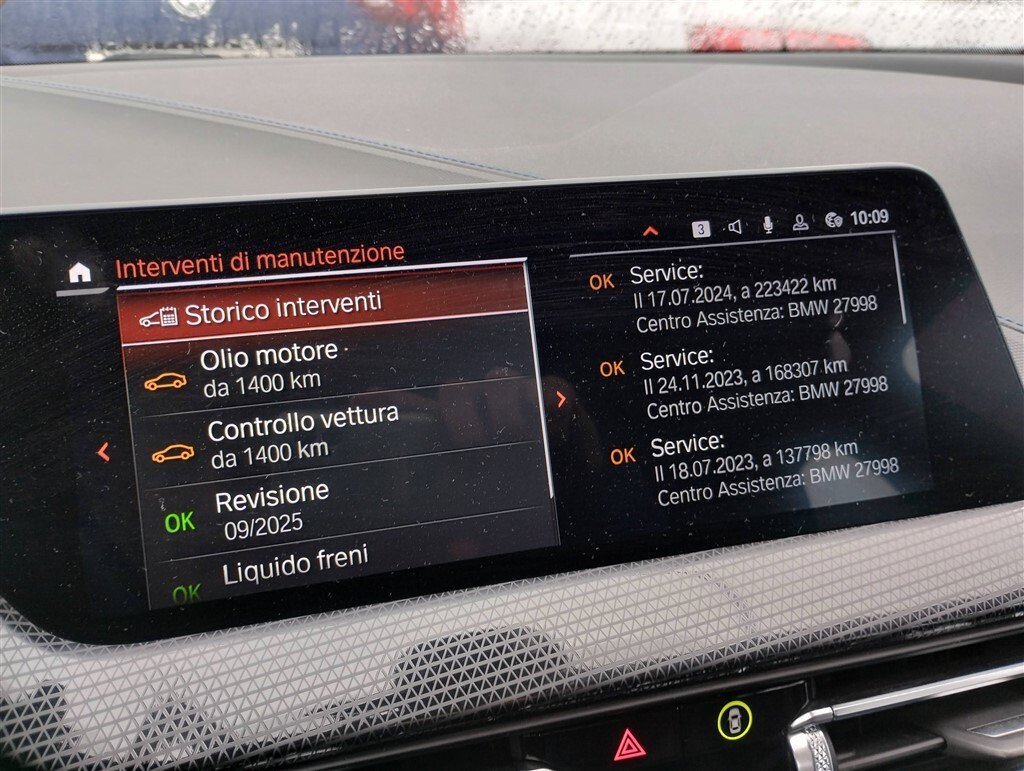 3
10:09
Interventi di manutenzione
Storico interventi
Olio motore
da 1400 km
Controllo vettura
da 1400 km
OK
Revisione
09/2025
OK
Liquido freni
OK
Service:
Il 17.07.2024, a 223422 km
Centro Assistenza: BMW 27998
OK
Service:
Il 24.11.2023, a 168307 km
Centro Assistenza: BMW 27998
OK
Service:
Il 18.07.2023, a 137798 km
Centro Assistenza: BMW 27998